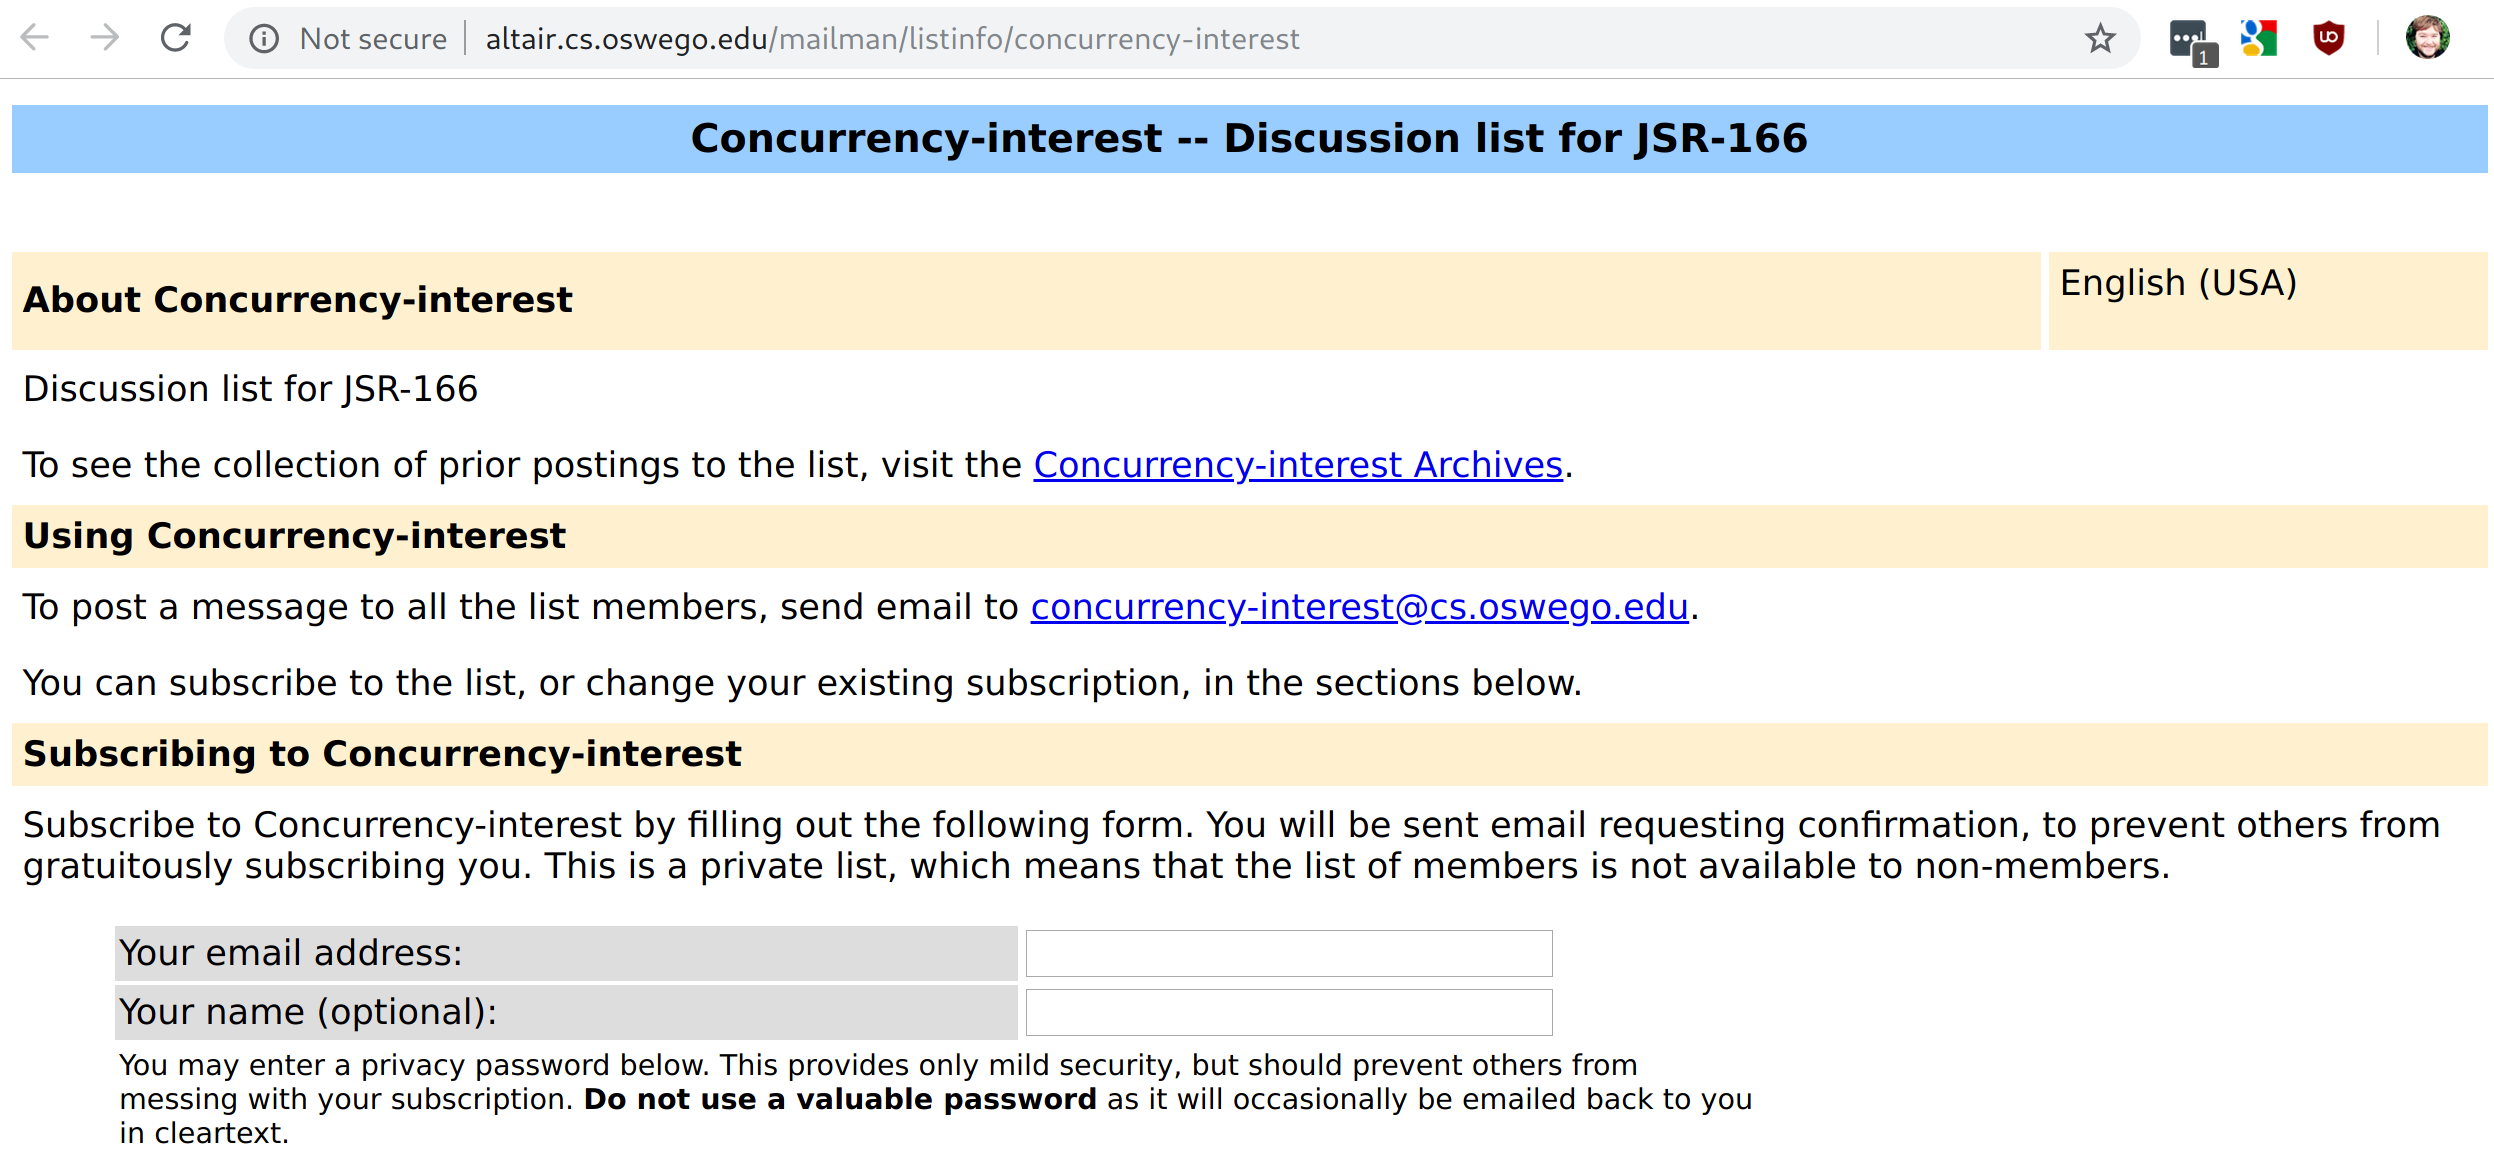 Not secure
altair.cs.oswego.edu/mailman/listinfo/concurrency-interest
1
Concurrency-interest -- Discussion list for JSR-166
About Concurrency-interest
English (USA)
Discussion list for JSR-166
To see the collection of prior postings to the list, visit the Concurrency-interest Archives.
Using Concurrency-interest
To post a message to all the list members, send email to concurrency-interest@cs.oswego.edu.
You can subscribe to the list, or change your existing subscription, in the sections below.
Subscribing to Concurrency-interest
Subscribe to Concurrency-interest by filling out the following form. You will be sent email requesting confirmation, to prevent others from
gratuitously subscribing you. This is a private list, which means that the list of members is not available to non-members.
Your email address:
Your name (optional):
You may enter a privacy password below. This provides only mild security, but should prevent others from
messing with your subscription. Do not use a valuable password as it will occasionally be emailed back to you
in cleartext.